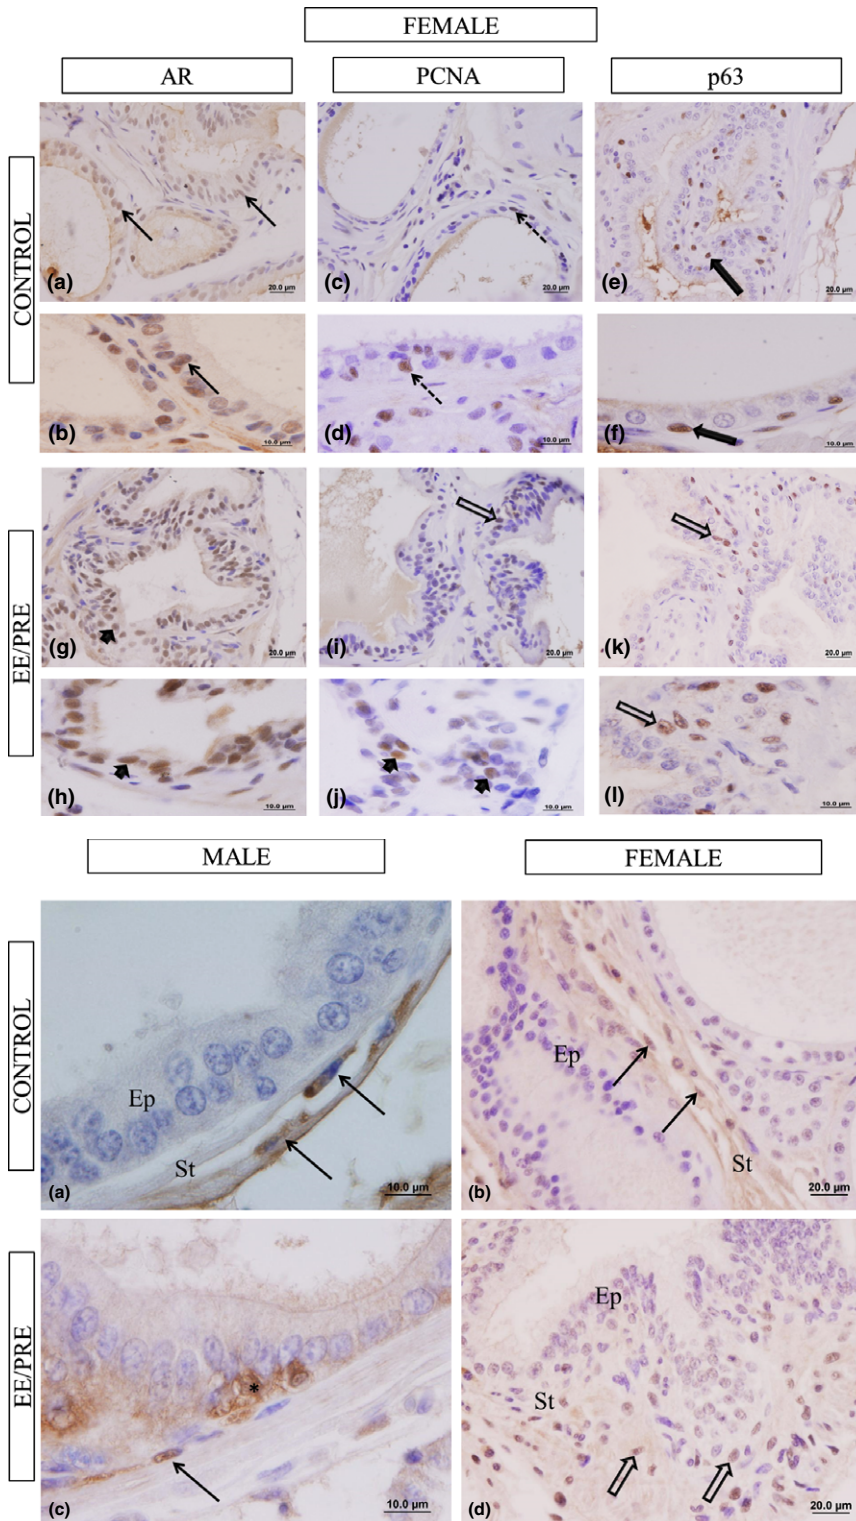 FEMALE
AR PCNA p63
CONTROL
(a) 20.0 µm (c) 20.0 µm (e) 20.0 µm
(b) 10.0 µm (d) 10.0 µm (f) 10.0 µm
EE/PRE
(g) 20.0 µm (i) 20.0 µm (k) 20.0 µm
(h) 10.0 µm (j) 10.0 µm (l) 10.0 µm
MALE FEMALE
CONTROL
Ep St (a) 10.0 µm
Ep St (b) 20.0 µm
EE/PRE
* (c) 10.0 µm
Ep St (d) 20.0 µm